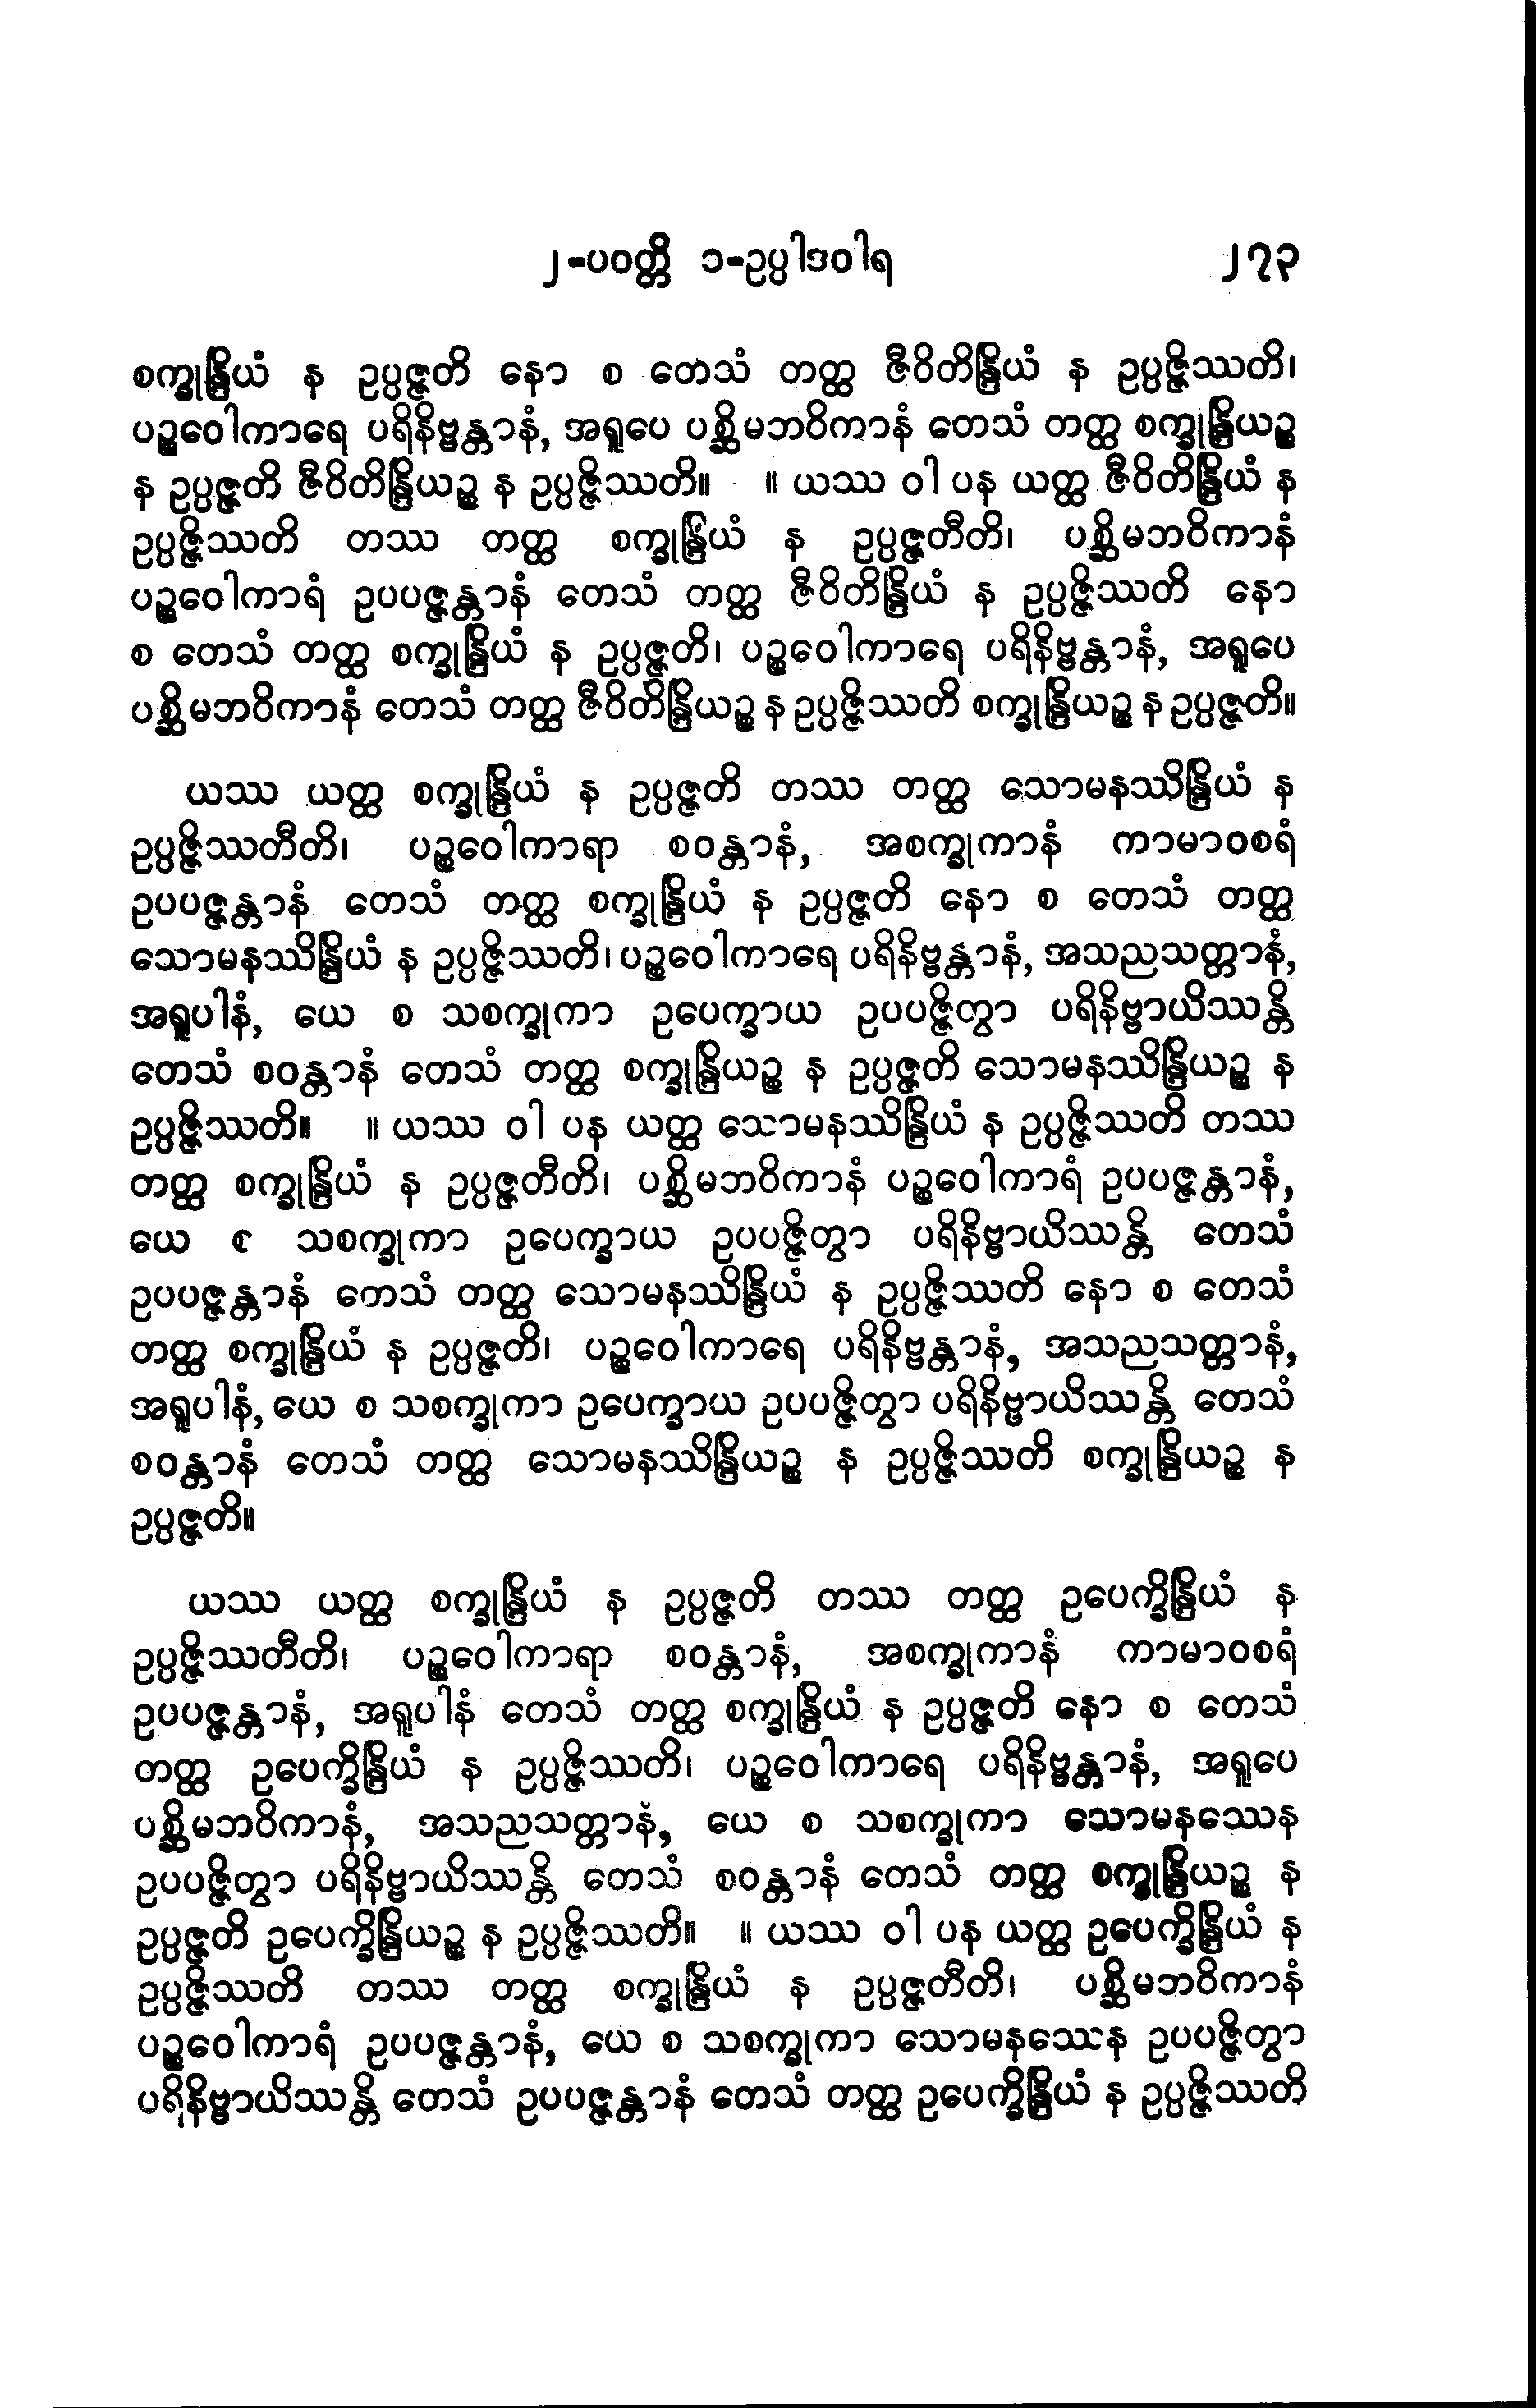 ၂-ပဝတ္တိ ၁-ဥပ္ပါဒဝါရ ၂၇၃
စက္ခုန္ဒြိယံ န ဥပ္ပဇ္ဇတိ နော စ တေသံ တတ္ထ ဇီဝိတိန္ဒြိယံ န ဥပ္ပဇ္ဇိဿတိ၊
ပဉ္စဝေါကာရေ ပရိနိဗ္ဗန္တာနံ, အရူပေ ပစ္ဆိမဘဝိကာနံ တေသံ တတ္ထ စက္ခုန္ဒြိယဉ္စ
န ဥပ္ပဇ္ဇတိ ဇီဝိတိန္ဒြိယဉ္စ န ဥပ္ပဇ္ဇိဿတိ။ ။ ယဿ ဝါ ပန ယတ္ထ ဇီဝိတိန္ဒြိယံ န
ဥပ္ပဇ္ဇိဿတိ တဿ တတ္ထ စက္ခုန္ဒြိယံ န ဥပ္ပဇ္ဇတီတိ၊ ပစ္ဆိမဘဝိကာနံ
ပဉ္စဝေါကာရံ ဥပပဇ္ဇန္တာနံ တေသံ တတ္ထ ဇီဝိတိန္ဒြိယံ န ဥပ္ပဇ္ဇိဿတိ နော
စ တေသံ တတ္ထ စက္ခုန္ဒြိယံ န ဥပ္ပဇ္ဇတိ၊ ပဉ္စဝေါကာရေ ပရိနိဗ္ဗန္တာနံ, အရူပေ
ပစ္ဆိမဘဝိကာနံ တေသံ တတ္ထ ဇီဝိတိန္ဒြိယဉ္စ န ဥပ္ပဇ္ဇိဿတိ စက္ခုန္ဒြိယဉ္စ န ဥပ္ပဇ္ဇတိ။
ယဿ ယတ္ထ စက္ခုန္ဒြိယံ န ဥပ္ပဇ္ဇတိ တဿ တတ္ထ သောမနဿိန္ဒြိယံ န
ဥပ္ပဇ္ဇိဿတီတိ၊ ပဉ္စဝေါကာရာ စဝန္တာနံ, အစက္ခုကာနံ ကာမာဝစရံ
ဥပပဇ္ဇန္တာနံ တေသံ တတ္ထ စက္ခုန္ဒြိယံ န ဥပ္ပဇ္ဇတိ နော စ တေသံ တတ္ထ
သောမနဿိန္ဒြိယံ န ဥပ္ပဇ္ဇိဿတိ၊ ပဉ္စဝေါကာရေ ပရိနိဗ္ဗန္တာနံ, အသညသတ္တာနံ,
အရူပါနံ, ယေ စ သစက္ခုကာ ဥပေက္ခာယ ဥပပဇ္ဇိတွာ ပရိနိဗ္ဗာယိဿန္တိ
တေသံ စဝန္တာနံ တေသံ တတ္ထ စက္ခုန္ဒြိယဉ္စ န ဥပ္ပဇ္ဇတိ သောမနဿိန္ဒြိယဉ္စ န
ဥပ္ပဇ္ဇိဿတိ။ ။ ယဿ ဝါ ပန ယတ္ထ သောမနဿိန္ဒြိယံ န ဥပ္ပဇ္ဇိဿတိ တဿ
တတ္ထ စက္ခုန္ဒြိယံ န ဥပ္ပဇ္ဇတီတိ၊ ပစ္ဆိမဘဝိကာနံ ပဉ္စဝေါကာရံ ဥပပဇ္ဇန္တာနံ,
ယေ စ သစက္ခုကာ ဥပေက္ခာယ ဥပပဇ္ဇိတွာ ပရိနိဗ္ဗာယိဿန္တိ တေသံ
ဥပပဇ္ဇန္တာနံ တေသံ တတ္ထ သောမနဿိန္ဒြိယံ န ဥပ္ပဇ္ဇိဿတိ နော စ တေသံ
တတ္ထ စက္ခုန္ဒြိယံ န ဥပ္ပဇ္ဇတိ၊ ပဉ္စဝေါကာရေ ပရိနိဗ္ဗန္တာနံ, အသညသတ္တာနံ,
အရူပါနံ, ယေ စ သစက္ခုကာ ဥပေက္ခာယ ဥပပဇ္ဇိတွာ ပရိနိဗ္ဗာယိဿန္တိ တေသံ
စဝန္တာနံ တေသံ တတ္ထ သောမနဿိန္ဒြိယဉ္စ န ဥပ္ပဇ္ဇိဿတိ စက္ခုန္ဒြိယဉ္စ န
ဥပ္ပဇ္ဇတိ။
ယဿ ယတ္ထ စက္ခုန္ဒြိယံ န ဥပ္ပဇ္ဇတိ တဿ တတ္ထ ဥပေက္ခိန္ဒြိယံ န
ဥပ္ပဇ္ဇိဿတီတိ၊ ပဉ္စဝေါကာရာ စဝန္တာနံ, အစက္ခုကာနံ ကာမာဝစရံ
ဥပပဇ္ဇန္တာနံ, အရူပါနံ တေသံ တတ္ထ စက္ခုန္ဒြိယံ န ဥပ္ပဇ္ဇတိ နော စ တေသံ
တတ္ထ ဥပေက္ခိန္ဒြိယံ န ဥပ္ပဇ္ဇိဿတိ၊ ပဉ္စဝေါကာရေ ပရိနိဗ္ဗန္တာနံ, အရူပေ
ပစ္ဆိမဘဝိကာနံ, အသညသတ္တာနံ, ယေ စ သစက္ခုကာ သောမနဿေန
ဥပပဇ္ဇိတွာ ပရိနိဗ္ဗာယိဿန္တိ တေသံ စဝန္တာနံ တေသံ တတ္ထ စက္ခုန္ဒြိယဉ္စ န
ဥပ္ပဇ္ဇတိ ဥပေက္ခိန္ဒြိယဉ္စ န ဥပ္ပဇ္ဇိဿတိ။ ။ ယဿ ဝါ ပန ယတ္ထ ဥပေက္ခိန္ဒြိယံ န
ဥပ္ပဇ္ဇိဿတိ တဿ တတ္ထ စက္ခုန္ဒြိယံ န ဥပ္ပဇ္ဇတီတိ၊ ပစ္ဆိမဘဝိကာနံ
ပဉ္စဝေါကာရံ ဥပပဇ္ဇန္တာနံ, ယေ စ သစက္ခုကာ သောမနဿေန ဥပပဇ္ဇိတွာ
ပရိနိဗ္ဗာယိဿန္တိ တေသံ ဥပပဇ္ဇန္တာနံ တေသံ တတ္ထ ဥပေက္ခိန္ဒြိယံ န ဥပ္ပဇ္ဇိဿတိ